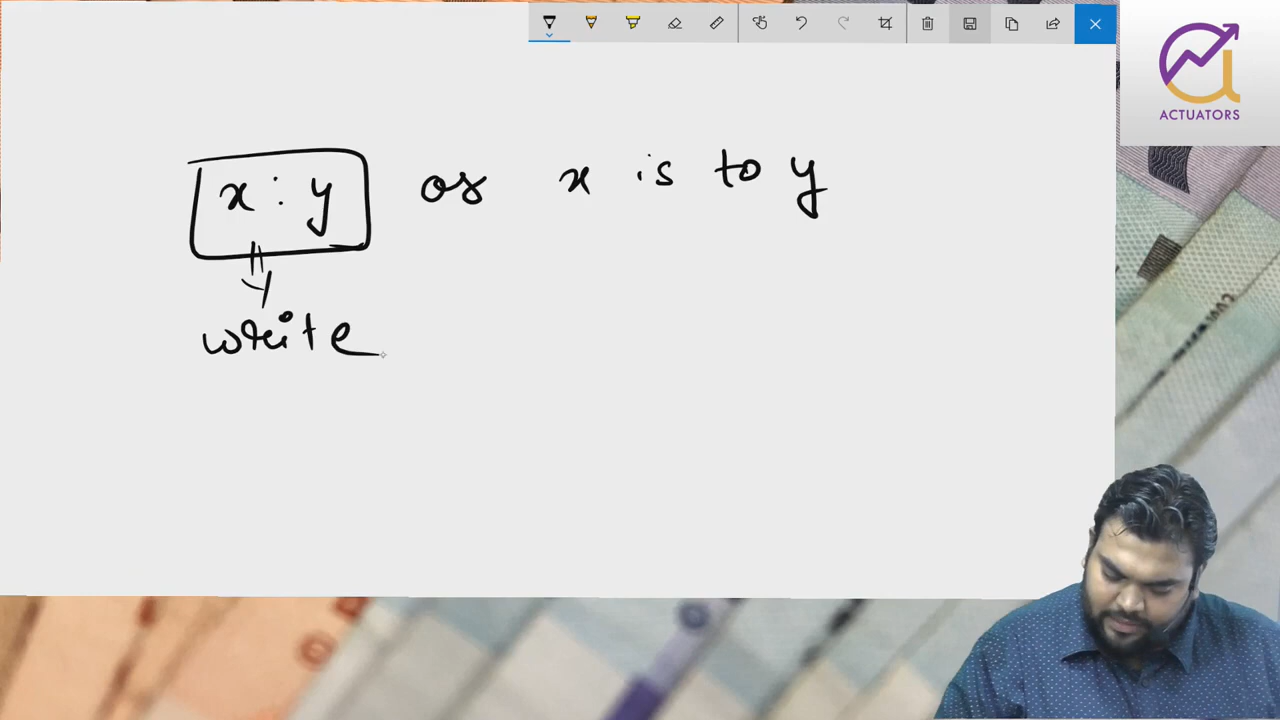 ACTUATORS
x : y or x is to y
write